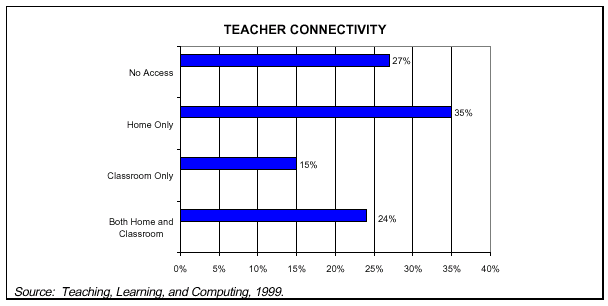 TEACHER CONNECTIVITY
No Access
27%
Home Only
35%
Classroom Only
15%
Both Home and
Classroom
24%
0% 5% 10% 15% 20% 25% 30% 35% 40%
Source: Teaching, Learning, and Computing, 1999.